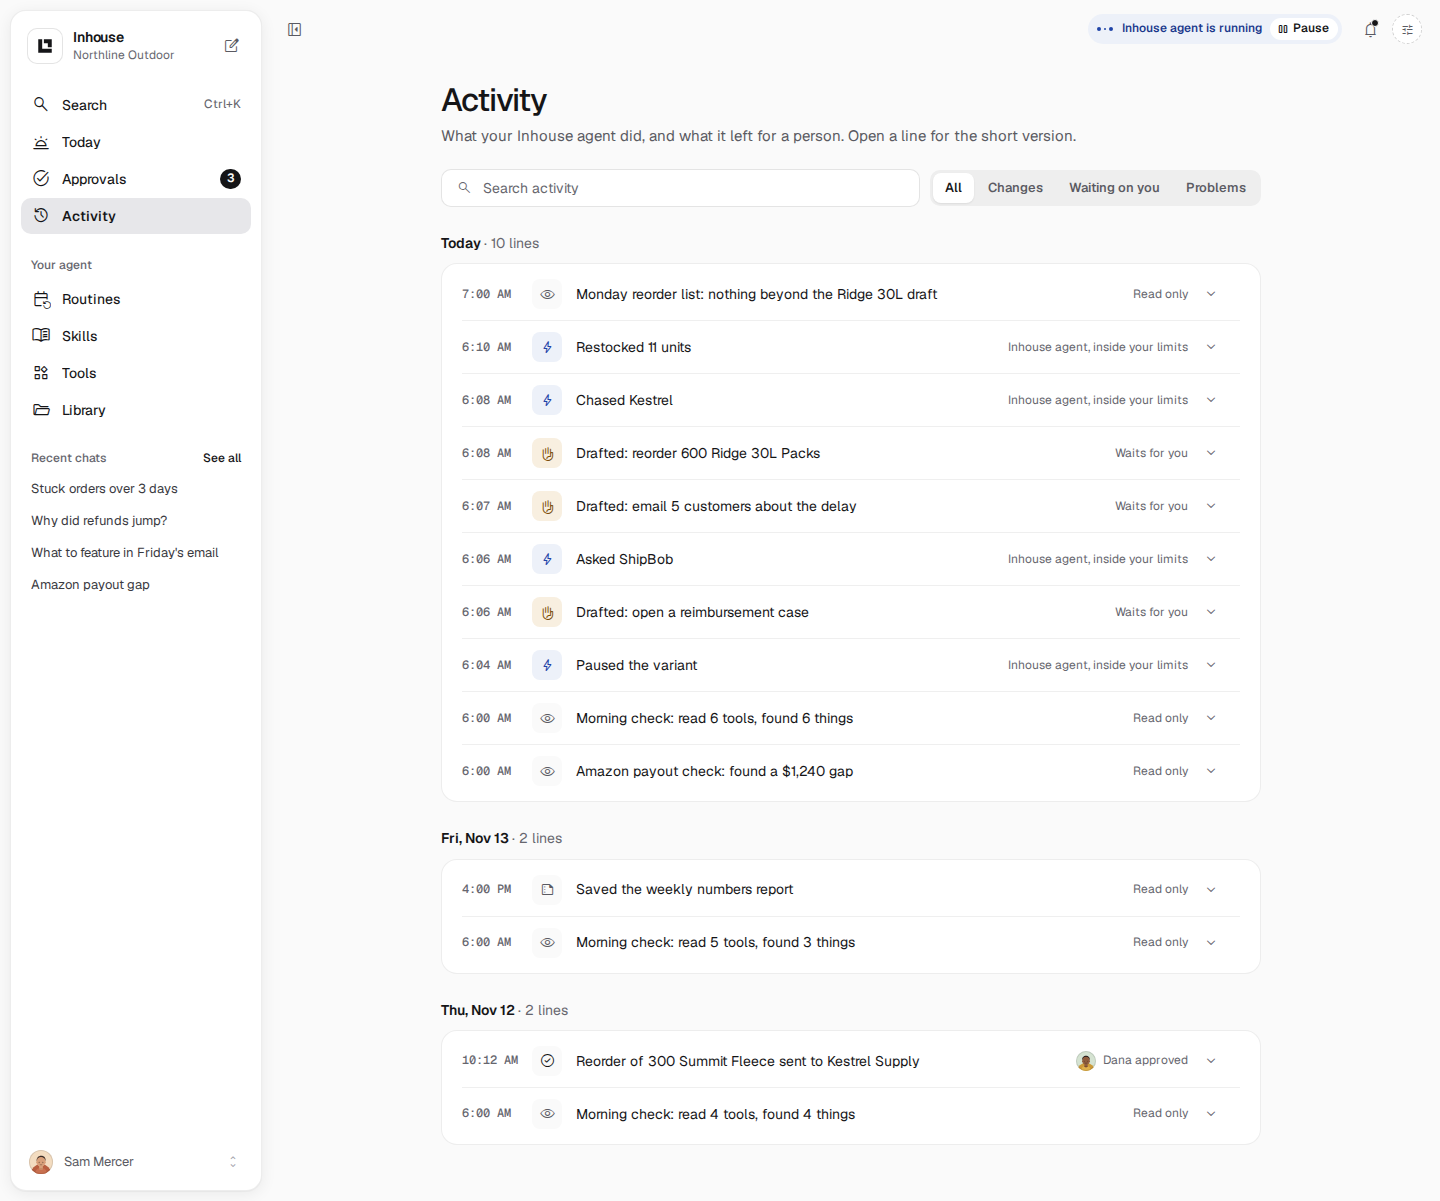 Inhouse
Northline Outdoor
Search Ctrl+K
Today
Approvals 3
Activity
Your agent
Routines
Skills
Tools
Library
Recent chats See all
Stuck orders over 3 days
Why did refunds jump?
What to feature in Friday's email
Amazon payout gap
Sam Mercer
Inhouse agent is running Pause
Activity
What your Inhouse agent did, and what it left for a person. Open a line for the short version.
Search activity All Changes Waiting on you Problems
Today · 10 lines
7:00 AM Monday reorder list: nothing beyond the Ridge 30L draft Read only
6:10 AM Restocked 11 units Inhouse agent, inside your limits
6:08 AM Chased Kestrel Inhouse agent, inside your limits
6:08 AM Drafted: reorder 600 Ridge 30L Packs Waits for you
6:07 AM Drafted: email 5 customers about the delay Waits for you
6:06 AM Asked ShipBob Inhouse agent, inside your limits
6:06 AM Drafted: open a reimbursement case Waits for you
6:04 AM Paused the variant Inhouse agent, inside your limits
6:00 AM Morning check: read 6 tools, found 6 things Read only
6:00 AM Amazon payout check: found a $1,240 gap Read only
Fri, Nov 13 · 2 lines
4:00 PM Saved the weekly numbers report Read only
6:00 AM Morning check: read 5 tools, found 3 things Read only
Thu, Nov 12 · 2 lines
10:12 AM Reorder of 300 Summit Fleece sent to Kestrel Supply Dana approved
6:00 AM Morning check: read 4 tools, found 4 things Read only